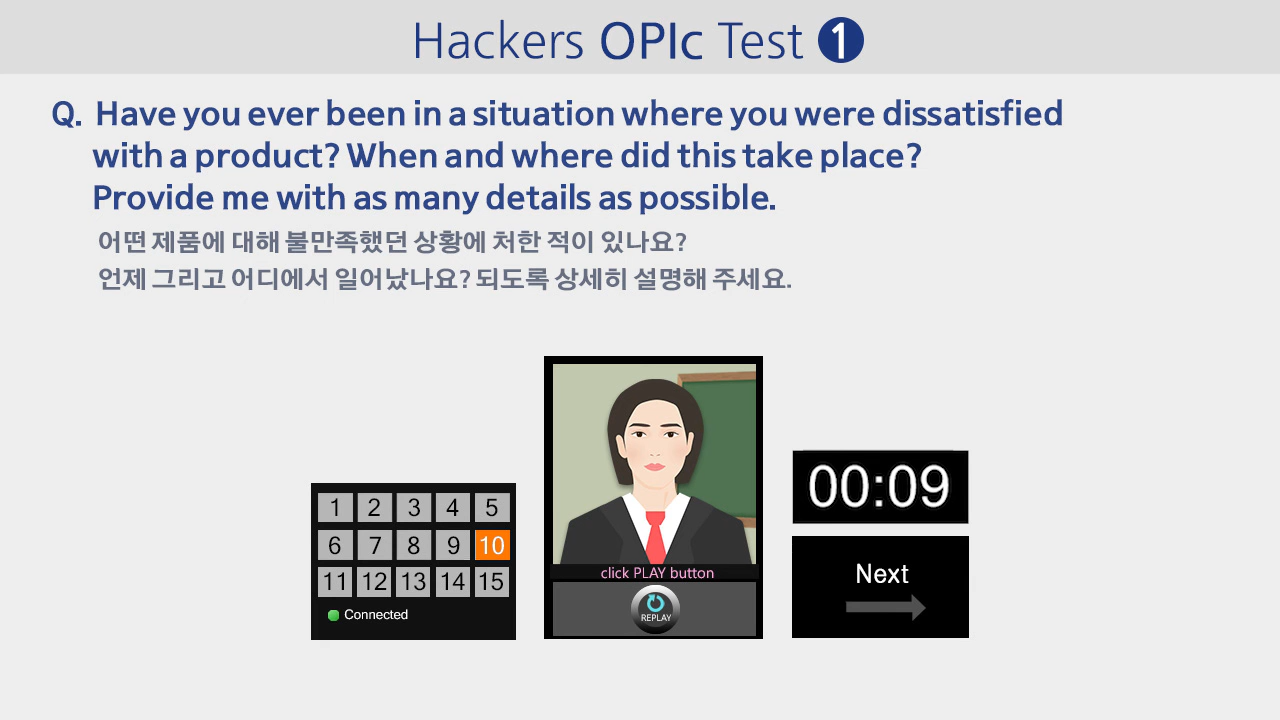 Hackers OPIc Test 1
Q. Have you ever been in a situation where you were dissatisfied
with a product? When and where did this take place?
Provide me with as many details as possible.
어떤 제품에 대해 불만족했던 상황에 처한 적이 있나요?
언제 그리고 어디에서 일어났나요? 되도록 상세히 설명해 주세요.
1 2 3 4 5
6 7 8 9 10
11 12 13 14 15
Connected
click PLAY button
REPLAY
00:09
Next